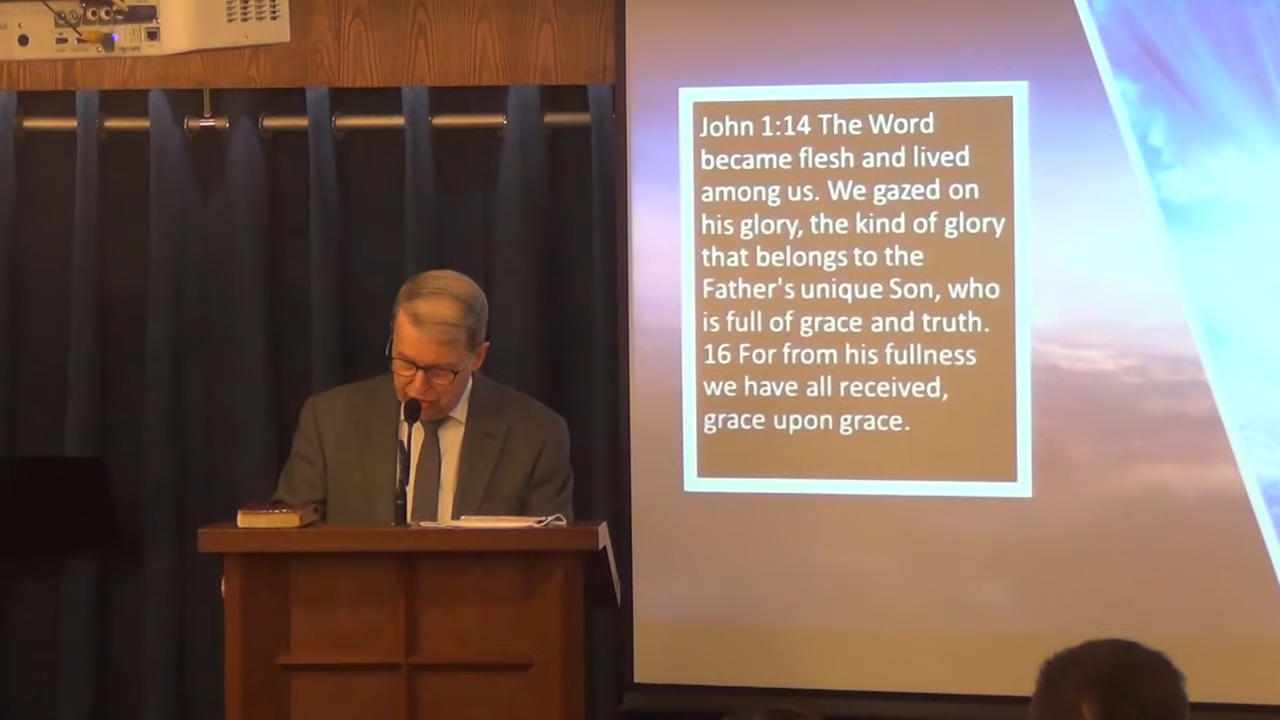 John 1:14 The Word
became flesh and lived
among us. We gazed on
his glory, the kind of glory
that belongs to the
Father's unique Son, who
is full of grace and truth.
16 For from his fullness
we have all received,
grace upon grace.